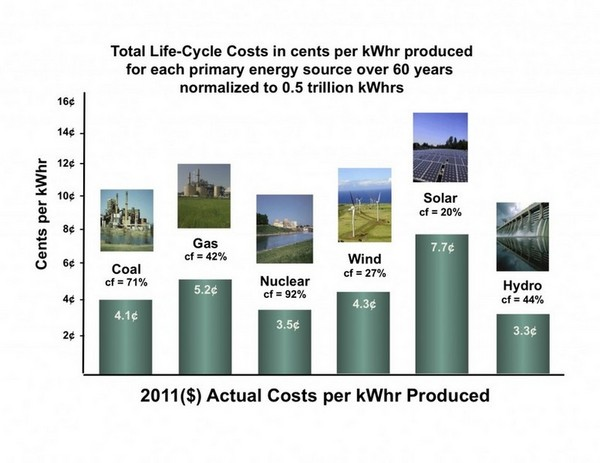 Total Life-Cycle Costs in cents per kWhr produced
for each primary energy source over 60 years
normalized to 0.5 trillion kWhrs
Cents per kWhr
16¢
14¢
12¢
10¢
8¢
6¢
4¢
2¢
Coal
cf = 71%
4.1¢
Gas
cf = 42%
5.2¢
Nuclear
cf = 92%
3.5¢
Wind
cf = 27%
4.3¢
Solar
cf = 20%
7.7¢
Hydro
cf = 44%
3.3¢
2011($) Actual Costs per kWhr Produced